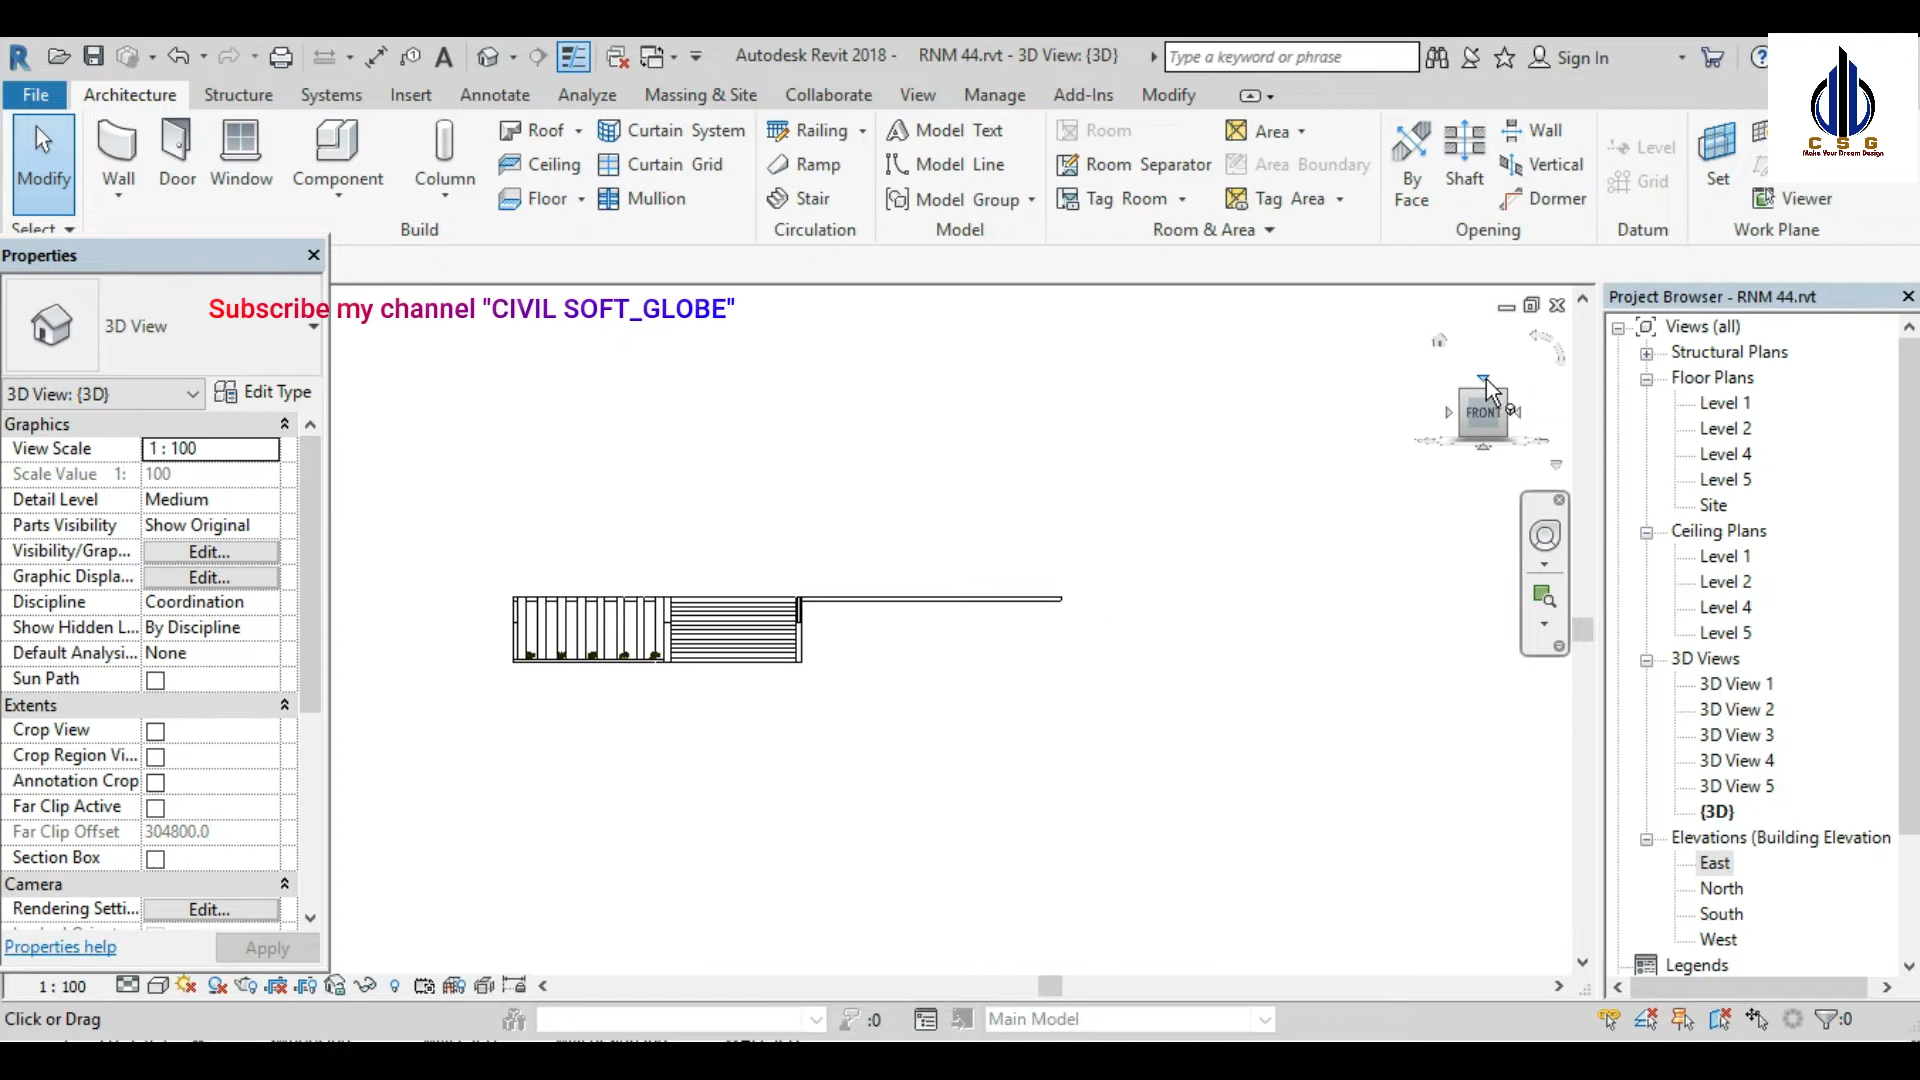 Autodesk Revit 2018 - RNM 44.rvt - 3D View: {3D}
Type a keyword or phrase
Sign In
File Architecture Structure Systems Insert Annotate Analyze Massing & Site Collaborate View Manage Add-Ins Modify
Modify
Wall
Door
Window
Component
Column
Roof
Ceiling
Floor
Curtain System
Curtain Grid
Mullion
Railing
Ramp
Stair
Model Text
Model Line
Model Group
Room
Room Separator
Tag Room
Area
Area Boundary
Tag Area
By Face
Shaft
Wall
Vertical
Dormer
Level
Grid
Set
Viewer
Select
Build
Circulation
Model
Room & Area
Opening
Datum
Work Plane
C S G
Make Your Dream Design
Properties
Subscribe my channel "CIVIL SOFT_GLOBE"
3D View
3D View: {3D}
Edit Type
Graphics
View Scale 1 : 100
Scale Value 1: 100
Detail Level Medium
Parts Visibility Show Original
Visibility/Grap... Edit...
Graphic Displa... Edit...
Discipline Coordination
Show Hidden L... By Discipline
Default Analysi... None
Sun Path
Extents
Crop View
Crop Region Vi...
Annotation Crop
Far Clip Active
Far Clip Offset 304800.0
Section Box
Camera
Rendering Setti... Edit...
Properties help
Apply
FRONT
Project Browser - RNM 44.rvt
Views (all)
Structural Plans
Floor Plans
Level 1
Level 2
Level 4
Level 5
Site
Ceiling Plans
Level 1
Level 2
Level 4
Level 5
3D Views
3D View 1
3D View 2
3D View 3
3D View 4
3D View 5
{3D}
Elevations (Building Elevation
East
North
South
West
Legends
1 : 100
Click or Drag
:0
Main Model
:0